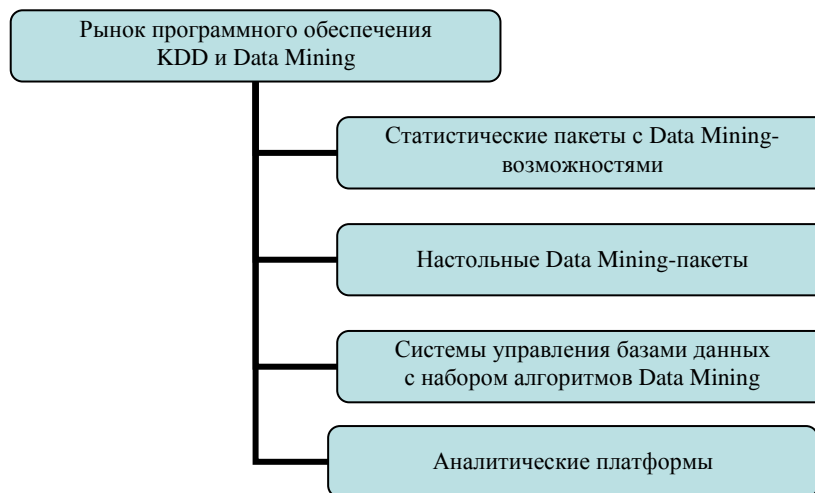 Рынок программного обеспечения
KDD и Data Mining
Статистические пакеты с Data Mining-
возможностями
Настольные Data Mining-пакеты
Системы управления базами данных
с набором алгоритмов Data Mining
Аналитические платформы